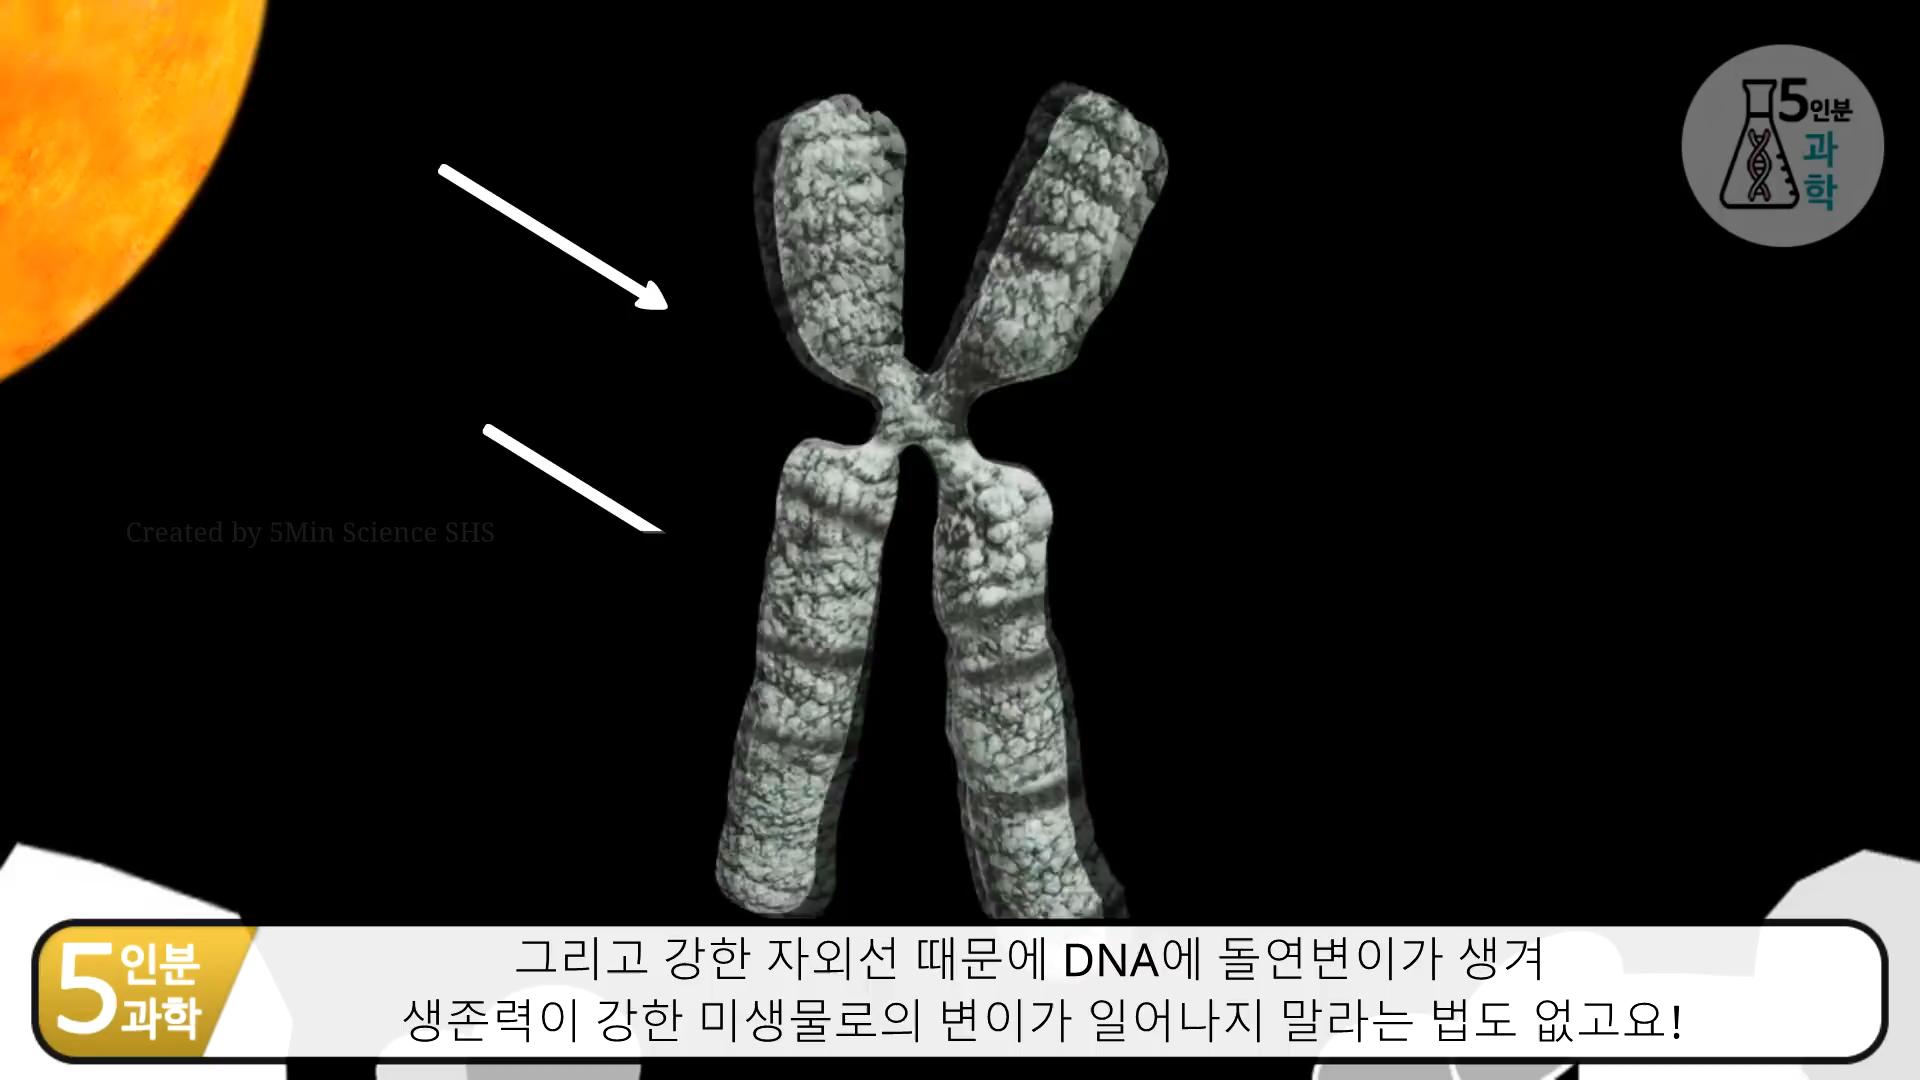 5인분
과
학
Created by 5Min Science SHS
5인분
과학
그리고 강한 자외선 때문에 DNA에 돌연변이가 생겨
생존력이 강한 미생물로의 변이가 일어나지 말라는 법도 없고요!